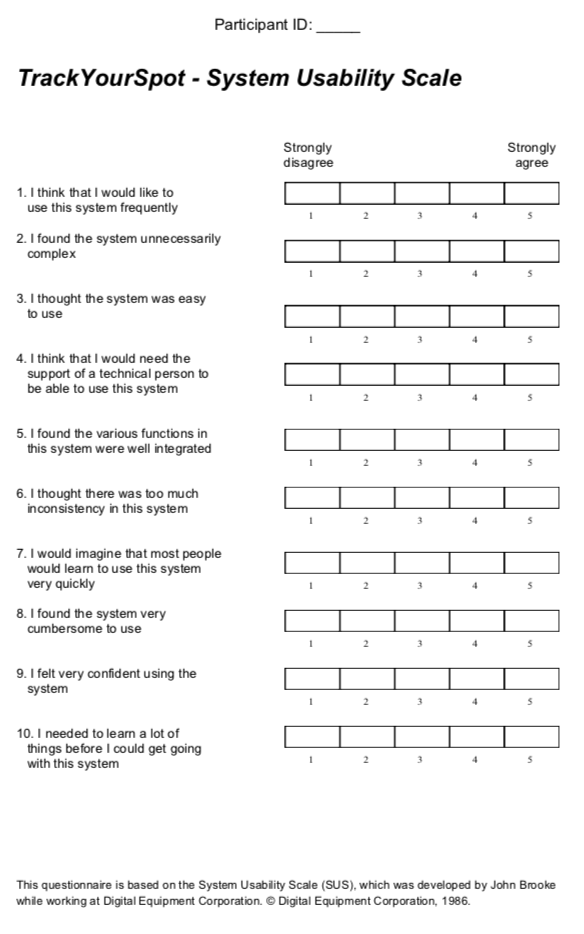 Participant ID: _____
TrackYourSpot - System Usability Scale
Strongly disagree
Strongly agree
1. I think that I would like to
use this system frequently
1 2 3 4 5
2. I found the system unnecessarily
complex
1 2 3 4 5
3. I thought the system was easy
to use
1 2 3 4 5
4. I think that I would need the
support of a technical person to
be able to use this system
1 2 3 4 5
5. I found the various functions in
this system were well integrated
1 2 3 4 5
6. I thought there was too much
inconsistency in this system
1 2 3 4 5
7. I would imagine that most people
would learn to use this system
very quickly
1 2 3 4 5
8. I found the system very
cumbersome to use
1 2 3 4 5
9. I felt very confident using the
system
1 2 3 4 5
10. I needed to learn a lot of
things before I could get going
with this system
1 2 3 4 5
This questionnaire is based on the System Usability Scale (SUS), which was developed by John Brooke
while working at Digital Equipment Corporation. © Digital Equipment Corporation, 1986.